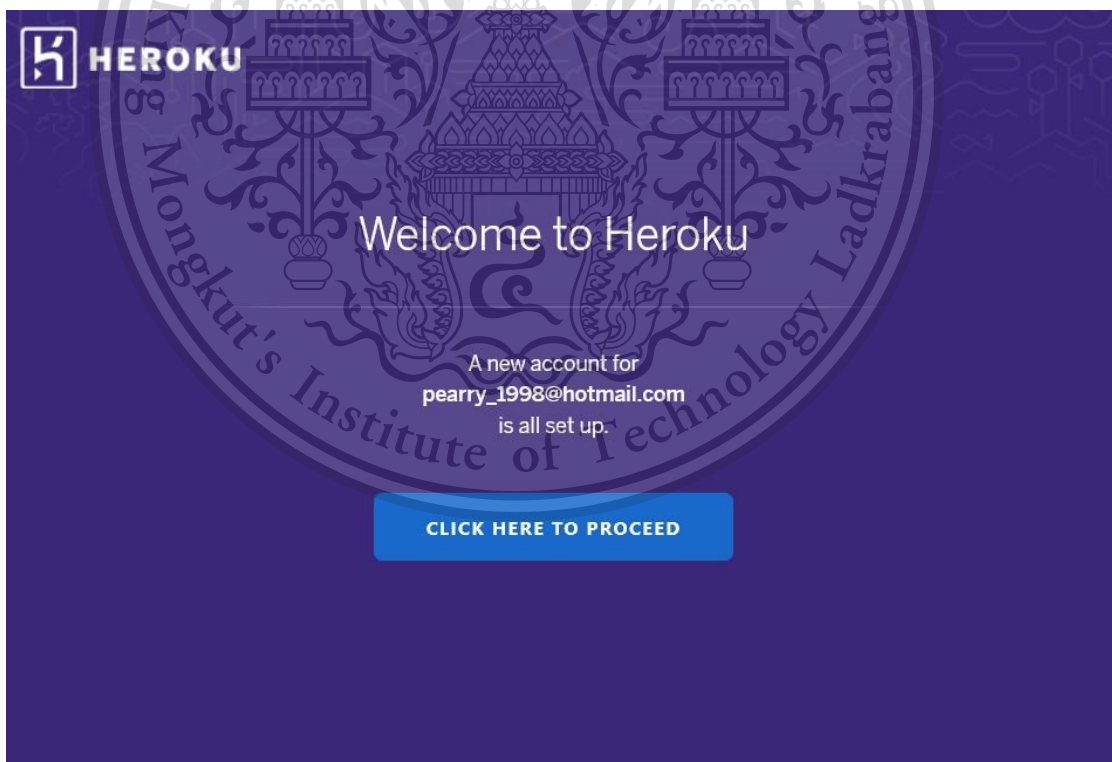 HEROKU
Welcome to Heroku
A new account for
pearry_1998@hotmail.com
is all set up.
CLICK HERE TO PROCEED
Mongkut's Institute of Technology Ladkrabang